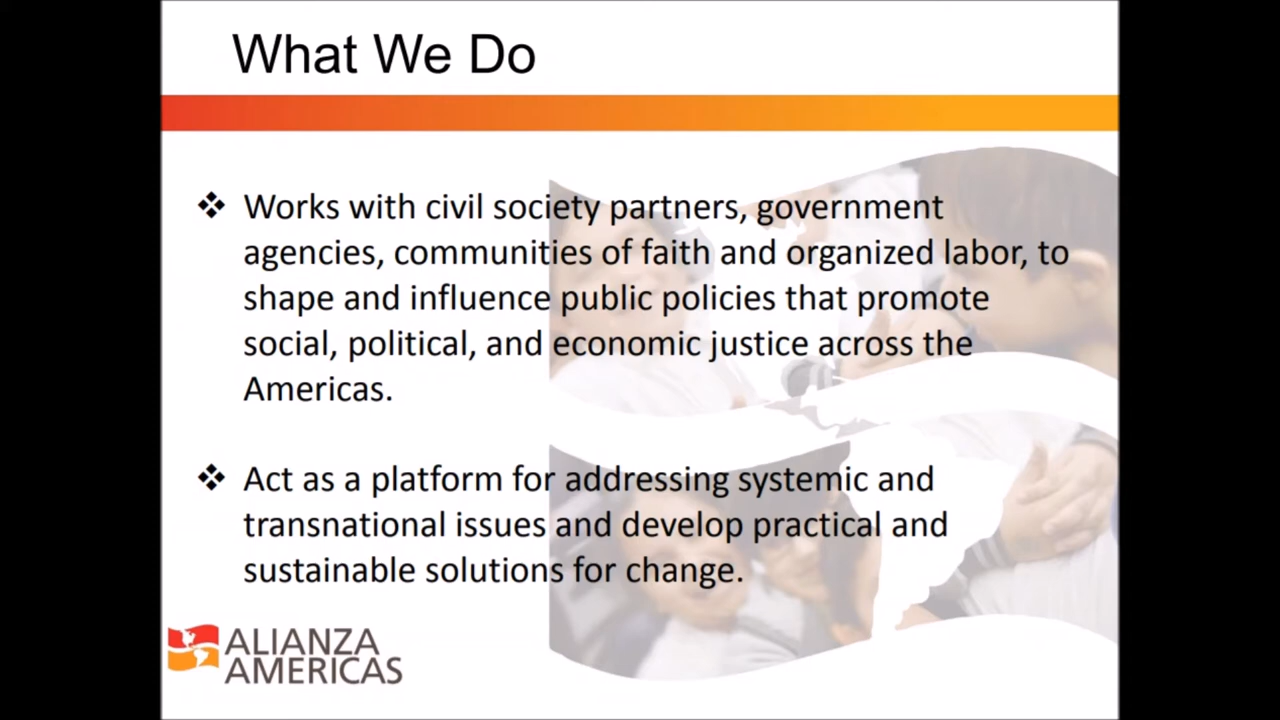 What We Do
❖ Works with civil society partners, government
agencies, communities of faith and organized labor, to
shape and influence public policies that promote
social, political, and economic justice across the
Americas.
❖ Act as a platform for addressing systemic and
transnational issues and develop practical and
sustainable solutions for change.
ALIANZA
AMERICAS